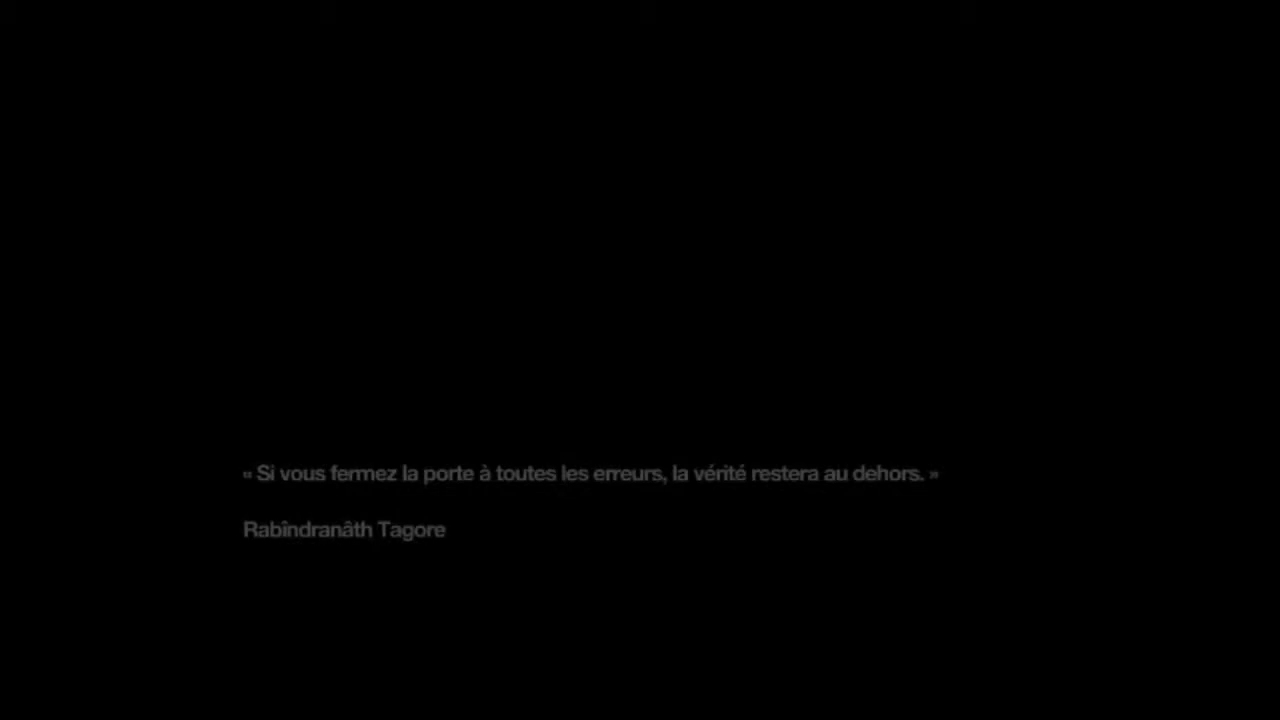 « Si vous fermez la porte à toutes les erreurs, la vérité restera au dehors. »
Rabîndranâth Tagore